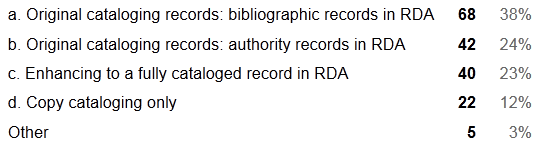 a. Original cataloging records: bibliographic records in RDA 68 38%
b. Original cataloging records: authority records in RDA 42 24%
c. Enhancing to a fully cataloged record in RDA 40 23%
d. Copy cataloging only 22 12%
Other 5 3%